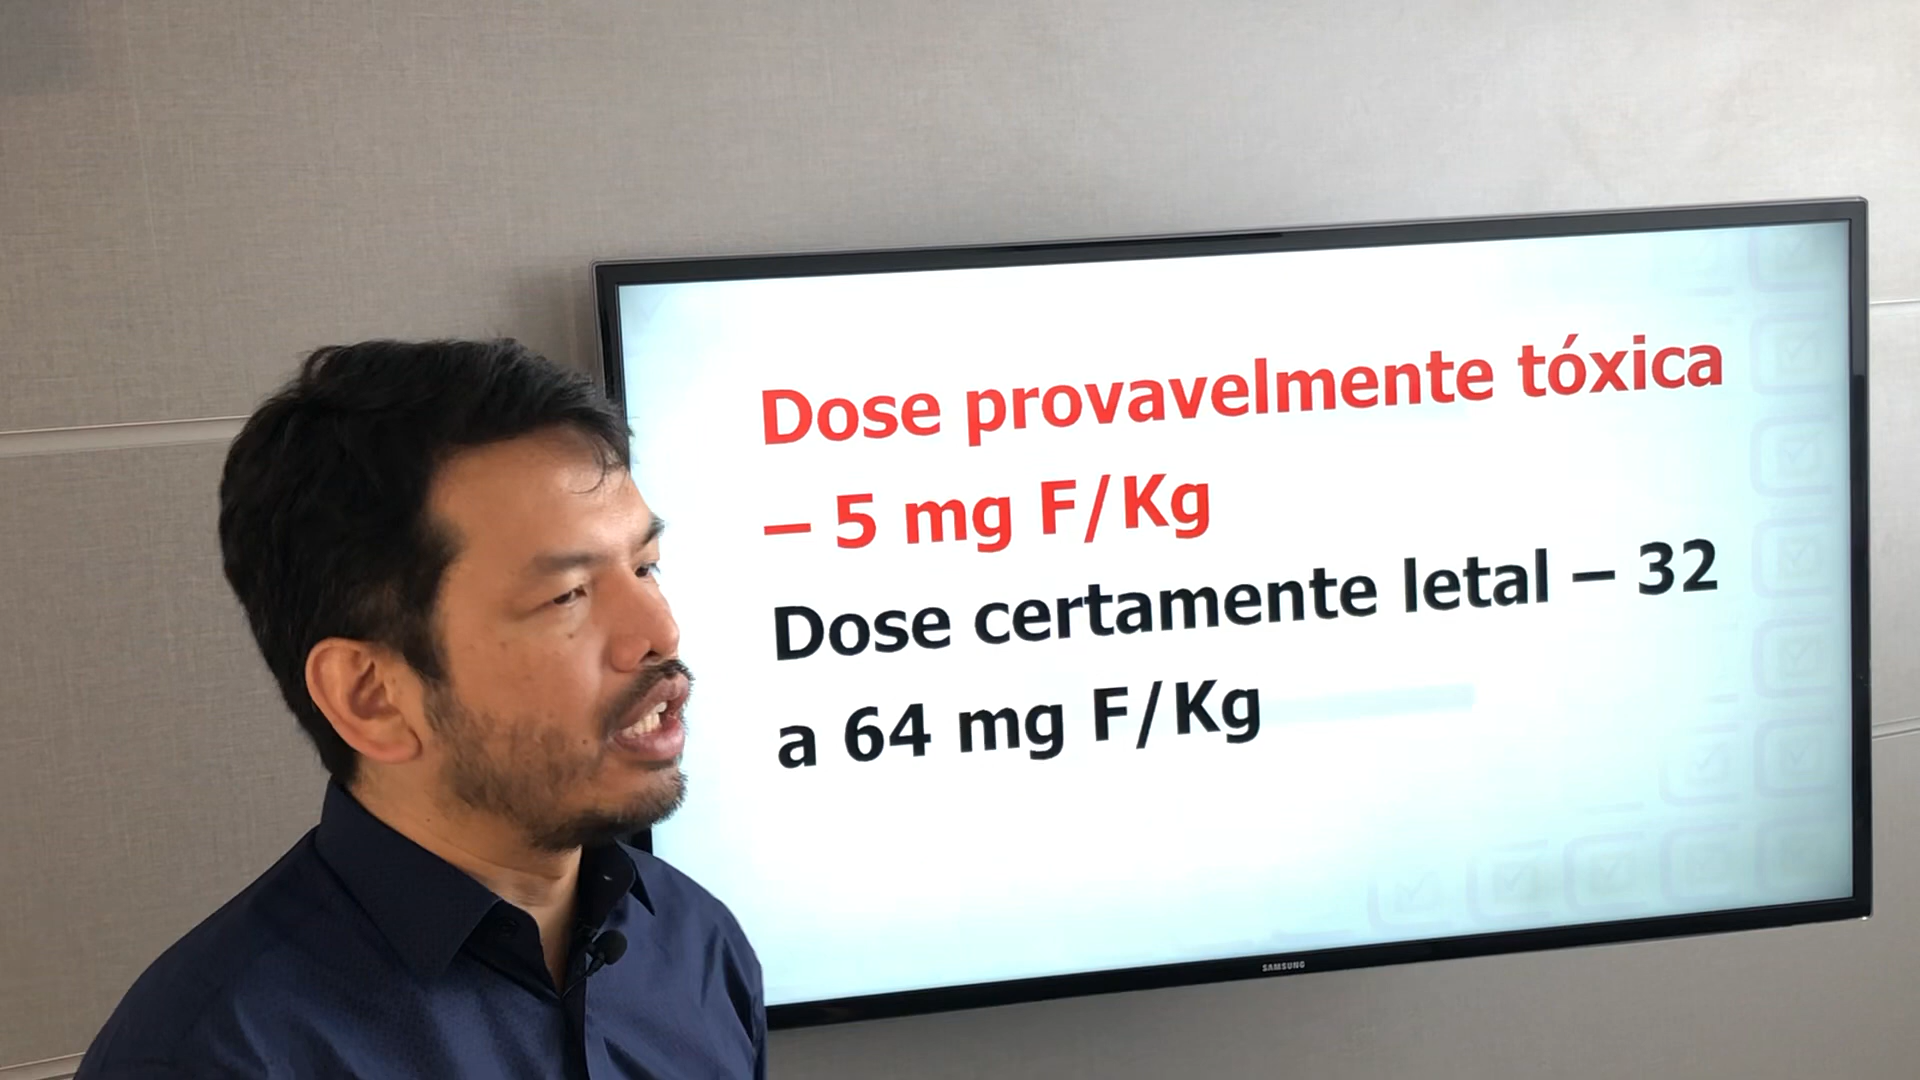 Dose provavelmente tóxica
– 5 mg F/Kg
Dose certamente letal – 32
a 64 mg F/Kg
SAMSUNG